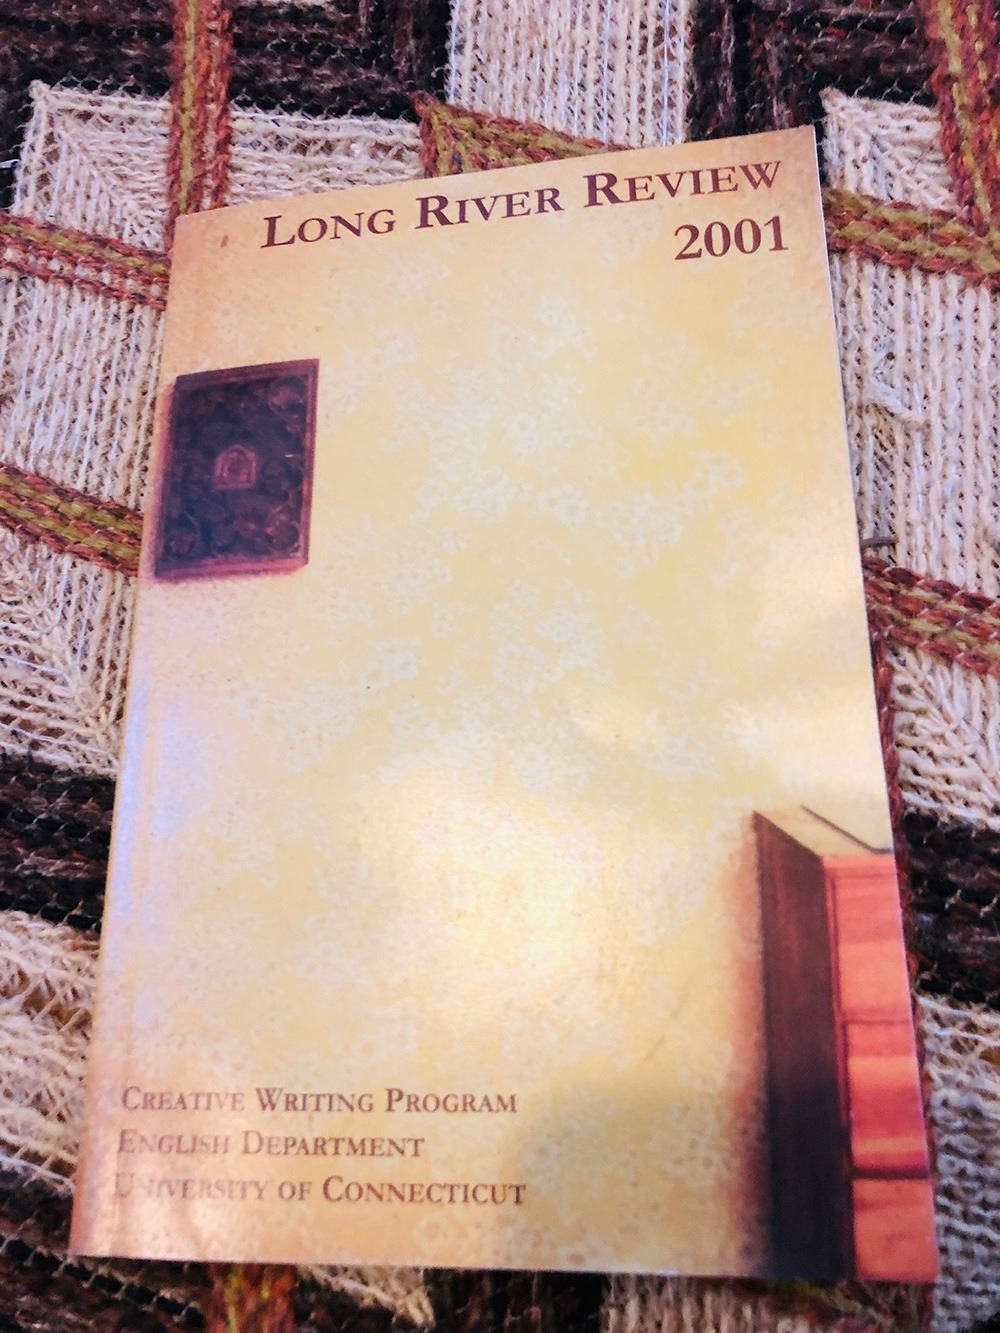 LONG RIVER REVIEW
2001
CREATIVE WRITING PROGRAM
ENGLISH DEPARTMENT
UNIVERSITY OF CONNECTICUT